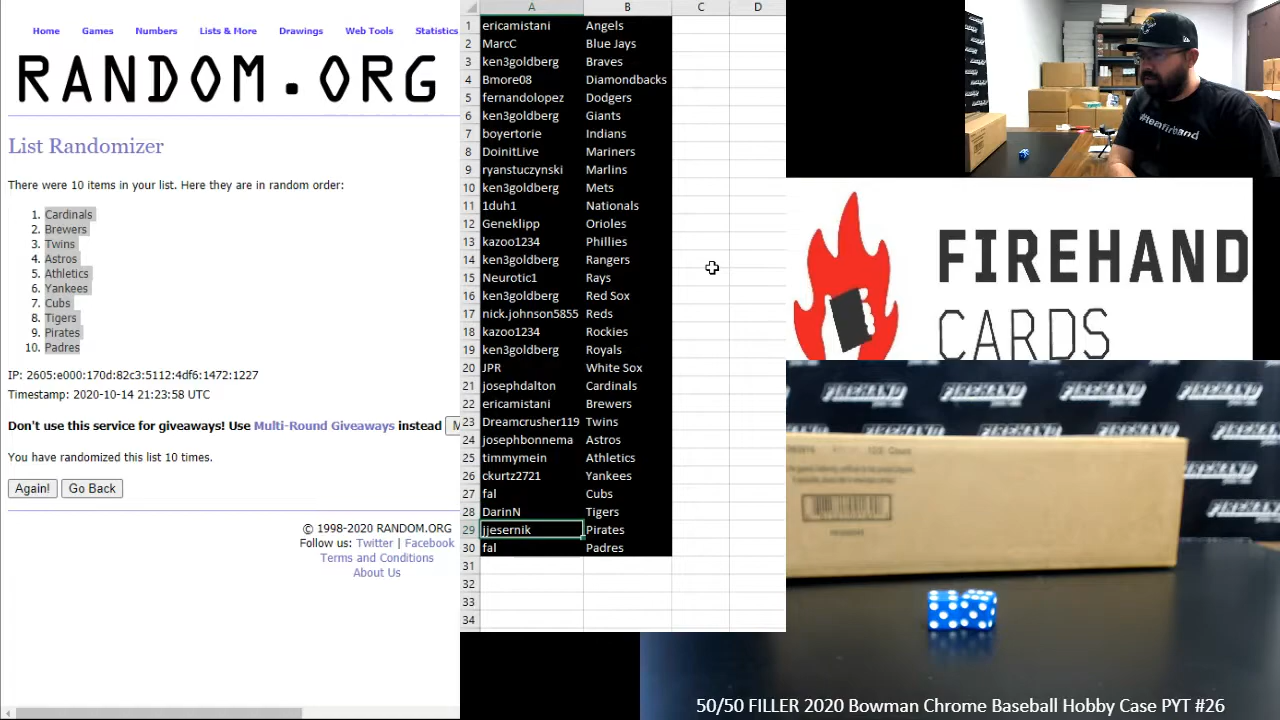 Home Games Numbers Lists & More Drawings Web Tools Statistics
RANDOM.ORG
List Randomizer
There were 10 items in your list. Here they are in random order:
1. Cardinals
2. Brewers
3. Twins
4. Astros
5. Athletics
6. Yankees
7. Cubs
8. Tigers
9. Pirates
10. Padres
IP: 2605:e000:170d:82c3:5112:4df6:1472:1227
Timestamp: 2020-10-14 21:23:58 UTC
Don't use this service for giveaways! Use Multi-Round Giveaways instead M
You have randomized this list 10 times.
Again! Go Back
© 1998-2020 RANDOM.ORG
Follow us: Twitter | Facebook
Terms and Conditions
About Us
A B C D
1 ericamistani Angels
2 MarcC Blue Jays
3 ken3goldberg Braves
4 Bmore08 Diamondbacks
5 fernandolopez Dodgers
6 ken3goldberg Giants
7 boyertorie Indians
8 DoinitLive Mariners
9 ryanstuczynski Marlins
10 ken3goldberg Mets
11 1duh1 Nationals
12 Geneklipp Orioles
13 kazoo1234 Phillies
14 ken3goldberg Rangers
15 Neurotic1 Rays
16 ken3goldberg Red Sox
17 nick.johnson5855 Reds
18 kazoo1234 Rockies
19 ken3goldberg Royals
20 JPR White Sox
21 josephdalton Cardinals
22 ericamistani Brewers
23 Dreamcrusher119 Twins
24 josephbonnema Astros
25 timmymein Athletics
26 ckurtz2721 Yankees
27 fal Cubs
28 DarinN Tigers
29 jjesernik Pirates
30 fal Padres
31
32
33
34
#teafirehand
FIREHAND
CARDS
FIREHAND FIREHAND FIREHAND
FIREHAND FIREHAND
50/50 FILLER 2020 Bowman Chrome Baseball Hobby Case PYT #26